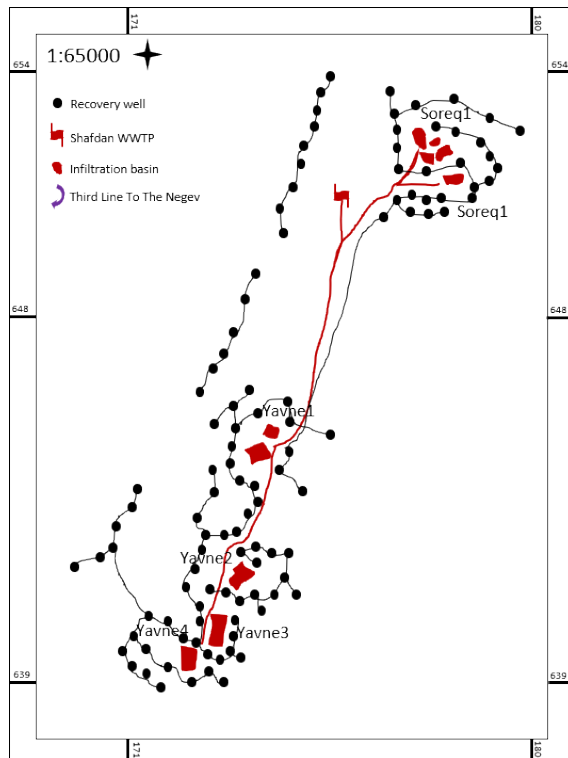 171
180
654
654
1:65000
Recovery well
Shafdan WWTP
Infiltration basin
Third Line To The Negev
Soreq1
Soreq1
648
648
Yavne1
Yavne2
Yavne4
Yavne3
639
639
171
180